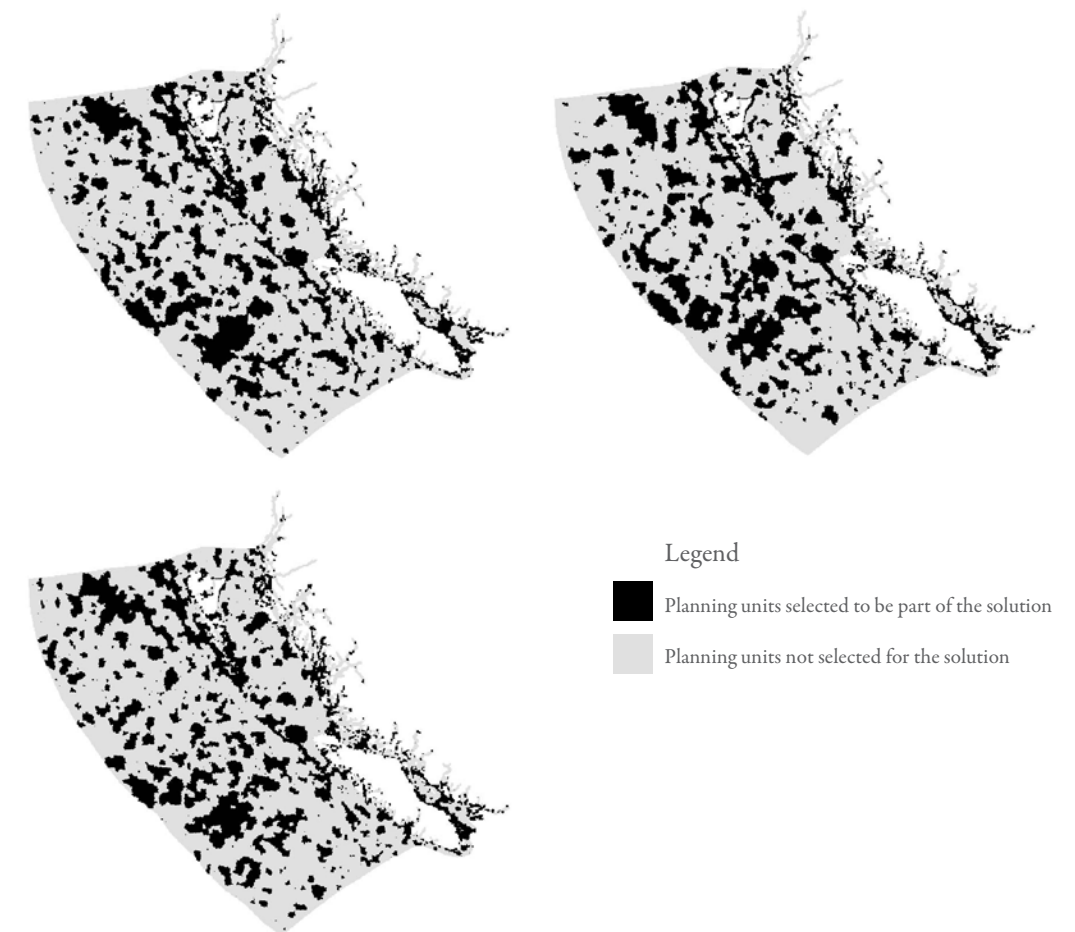 Legend
Planning units selected to be part of the solution
Planning units not selected for the solution